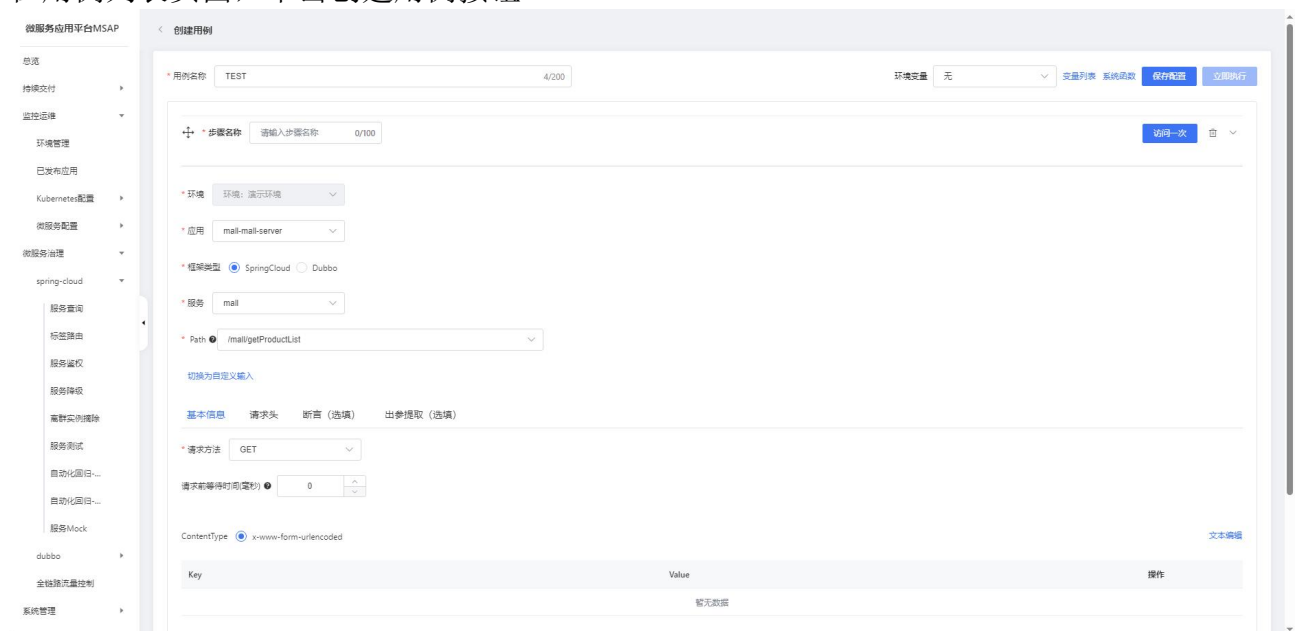 微服务应用平台MSAP
创建用例
总览
持续交付
监控运维
环境管理
已发布应用
Kubernetes配置
微服务配置
微服务治理
spring-cloud
服务查询
标签路由
服务鉴权
服务降级
离群实例摘除
服务测试
自动化回归-...
自动化回归-...
服务Mock
dubbo
全链路流量控制
系统管理
* 用例名称 TEST 4/200 环境变量 无 变量列表 系统函数 保存配置 立即执行
* 步骤名称 请输入步骤名称 0/100 访问一次
* 环境 环境: 演示环境
* 应用 mall-mall-server
* 框架类型 SpringCloud Dubbo
* 服务 mall
* Path /mall/getProductList
切换为自定义输入
基本信息 请求头 断言（选填） 出参提取（选填）
* 请求方法 GET
请求前等待时间(毫秒) 0
ContentType x-www-form-urlencoded 文本编辑
Key Value 操作
暂无数据